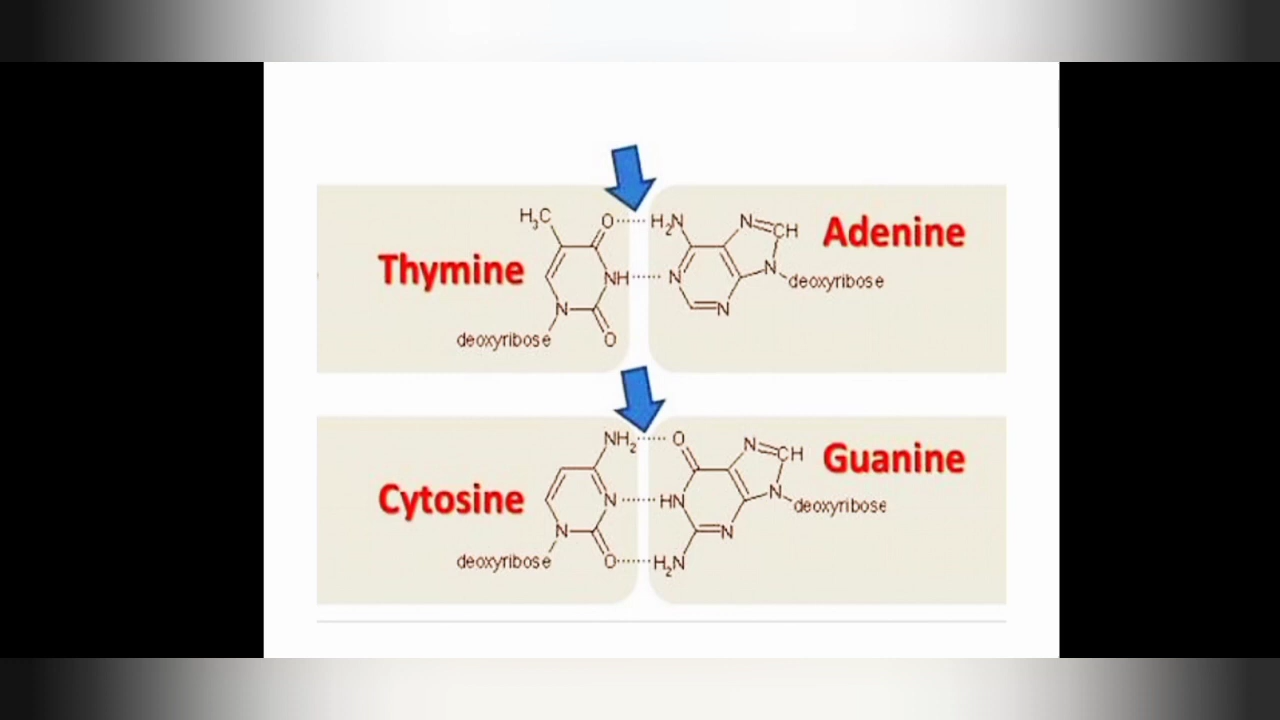 H₃C
O
H₂N
N
CH
Adenine
Thymine
NH
N
N
deoxyribose
N
N
deoxyribose
O
NH₂
O
N
CH
Guanine
Cytosine
N
HN
N
deoxyribose
N
N
deoxyribose
O
H₂N